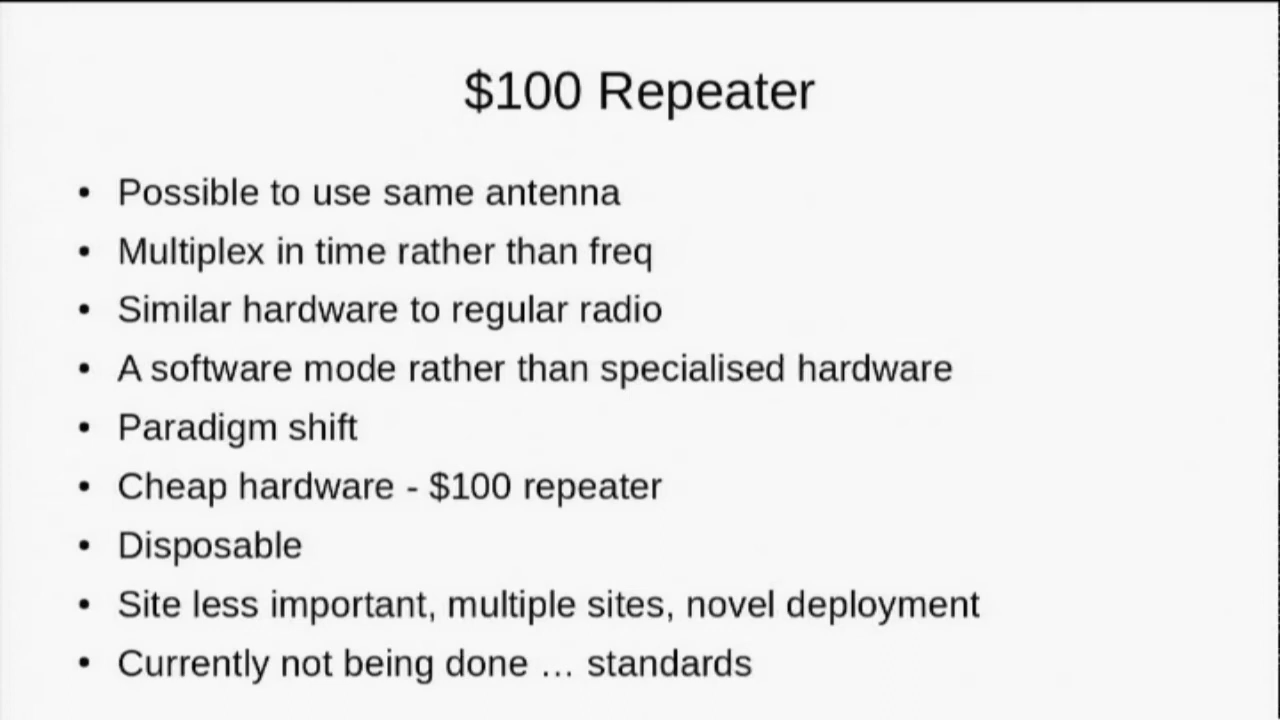 $100 Repeater
• Possible to use same antenna
• Multiplex in time rather than freq
• Similar hardware to regular radio
• A software mode rather than specialised hardware
• Paradigm shift
• Cheap hardware - $100 repeater
• Disposable
• Site less important, multiple sites, novel deployment
• Currently not being done … standards